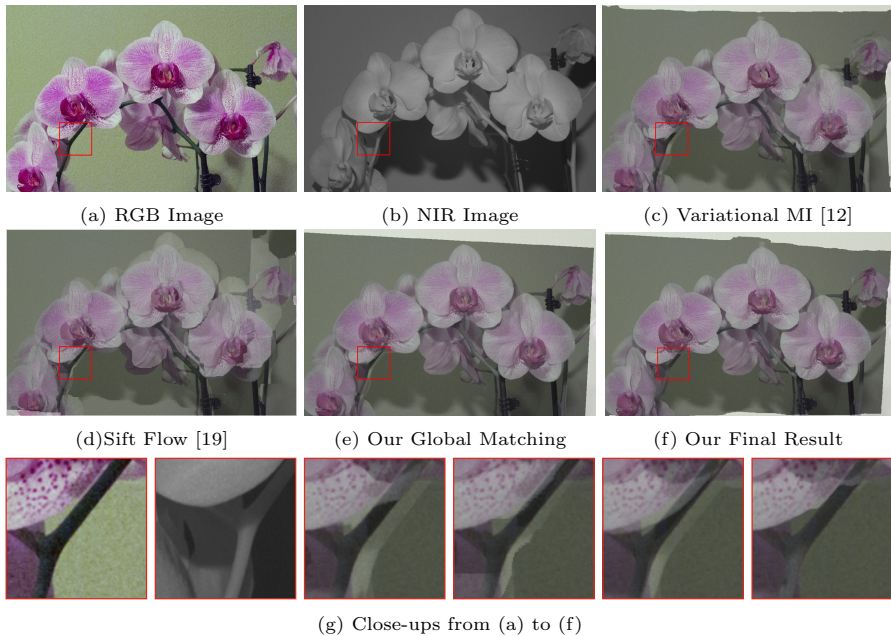 (a) RGB Image
(b) NIR Image
(c) Variational MI [12]
(d)Sift Flow [19]
(e) Our Global Matching
(f) Our Final Result
(g) Close-ups from (a) to (f)